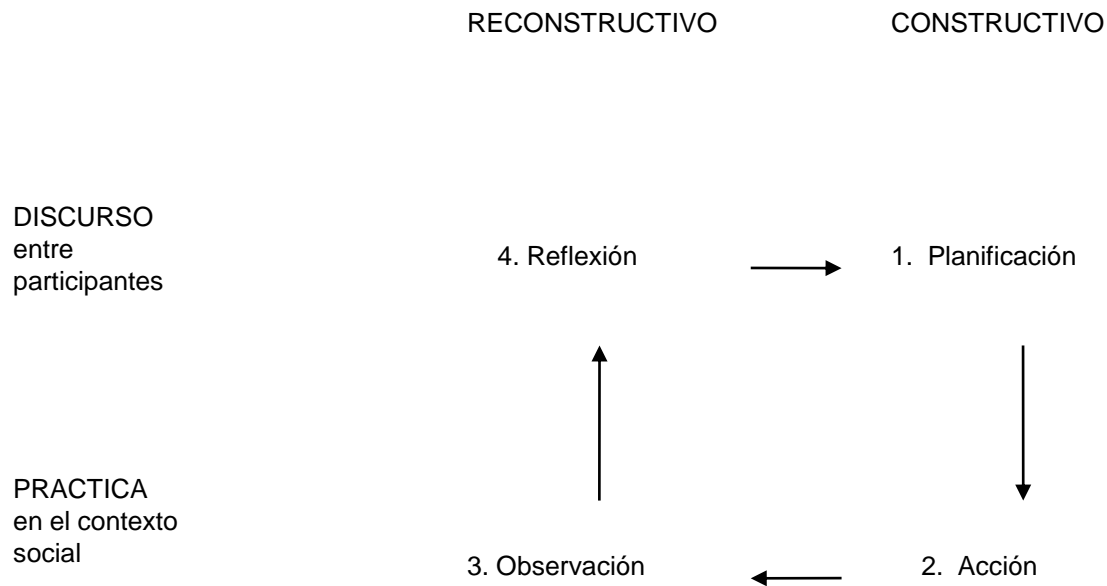 RECONSTRUCTIVO CONSTRUCTIVO
DISCURSO
entre
participantes
4. Reflexión 1. Planificación
PRACTICA
en el contexto
social
3. Observación 2. Acción